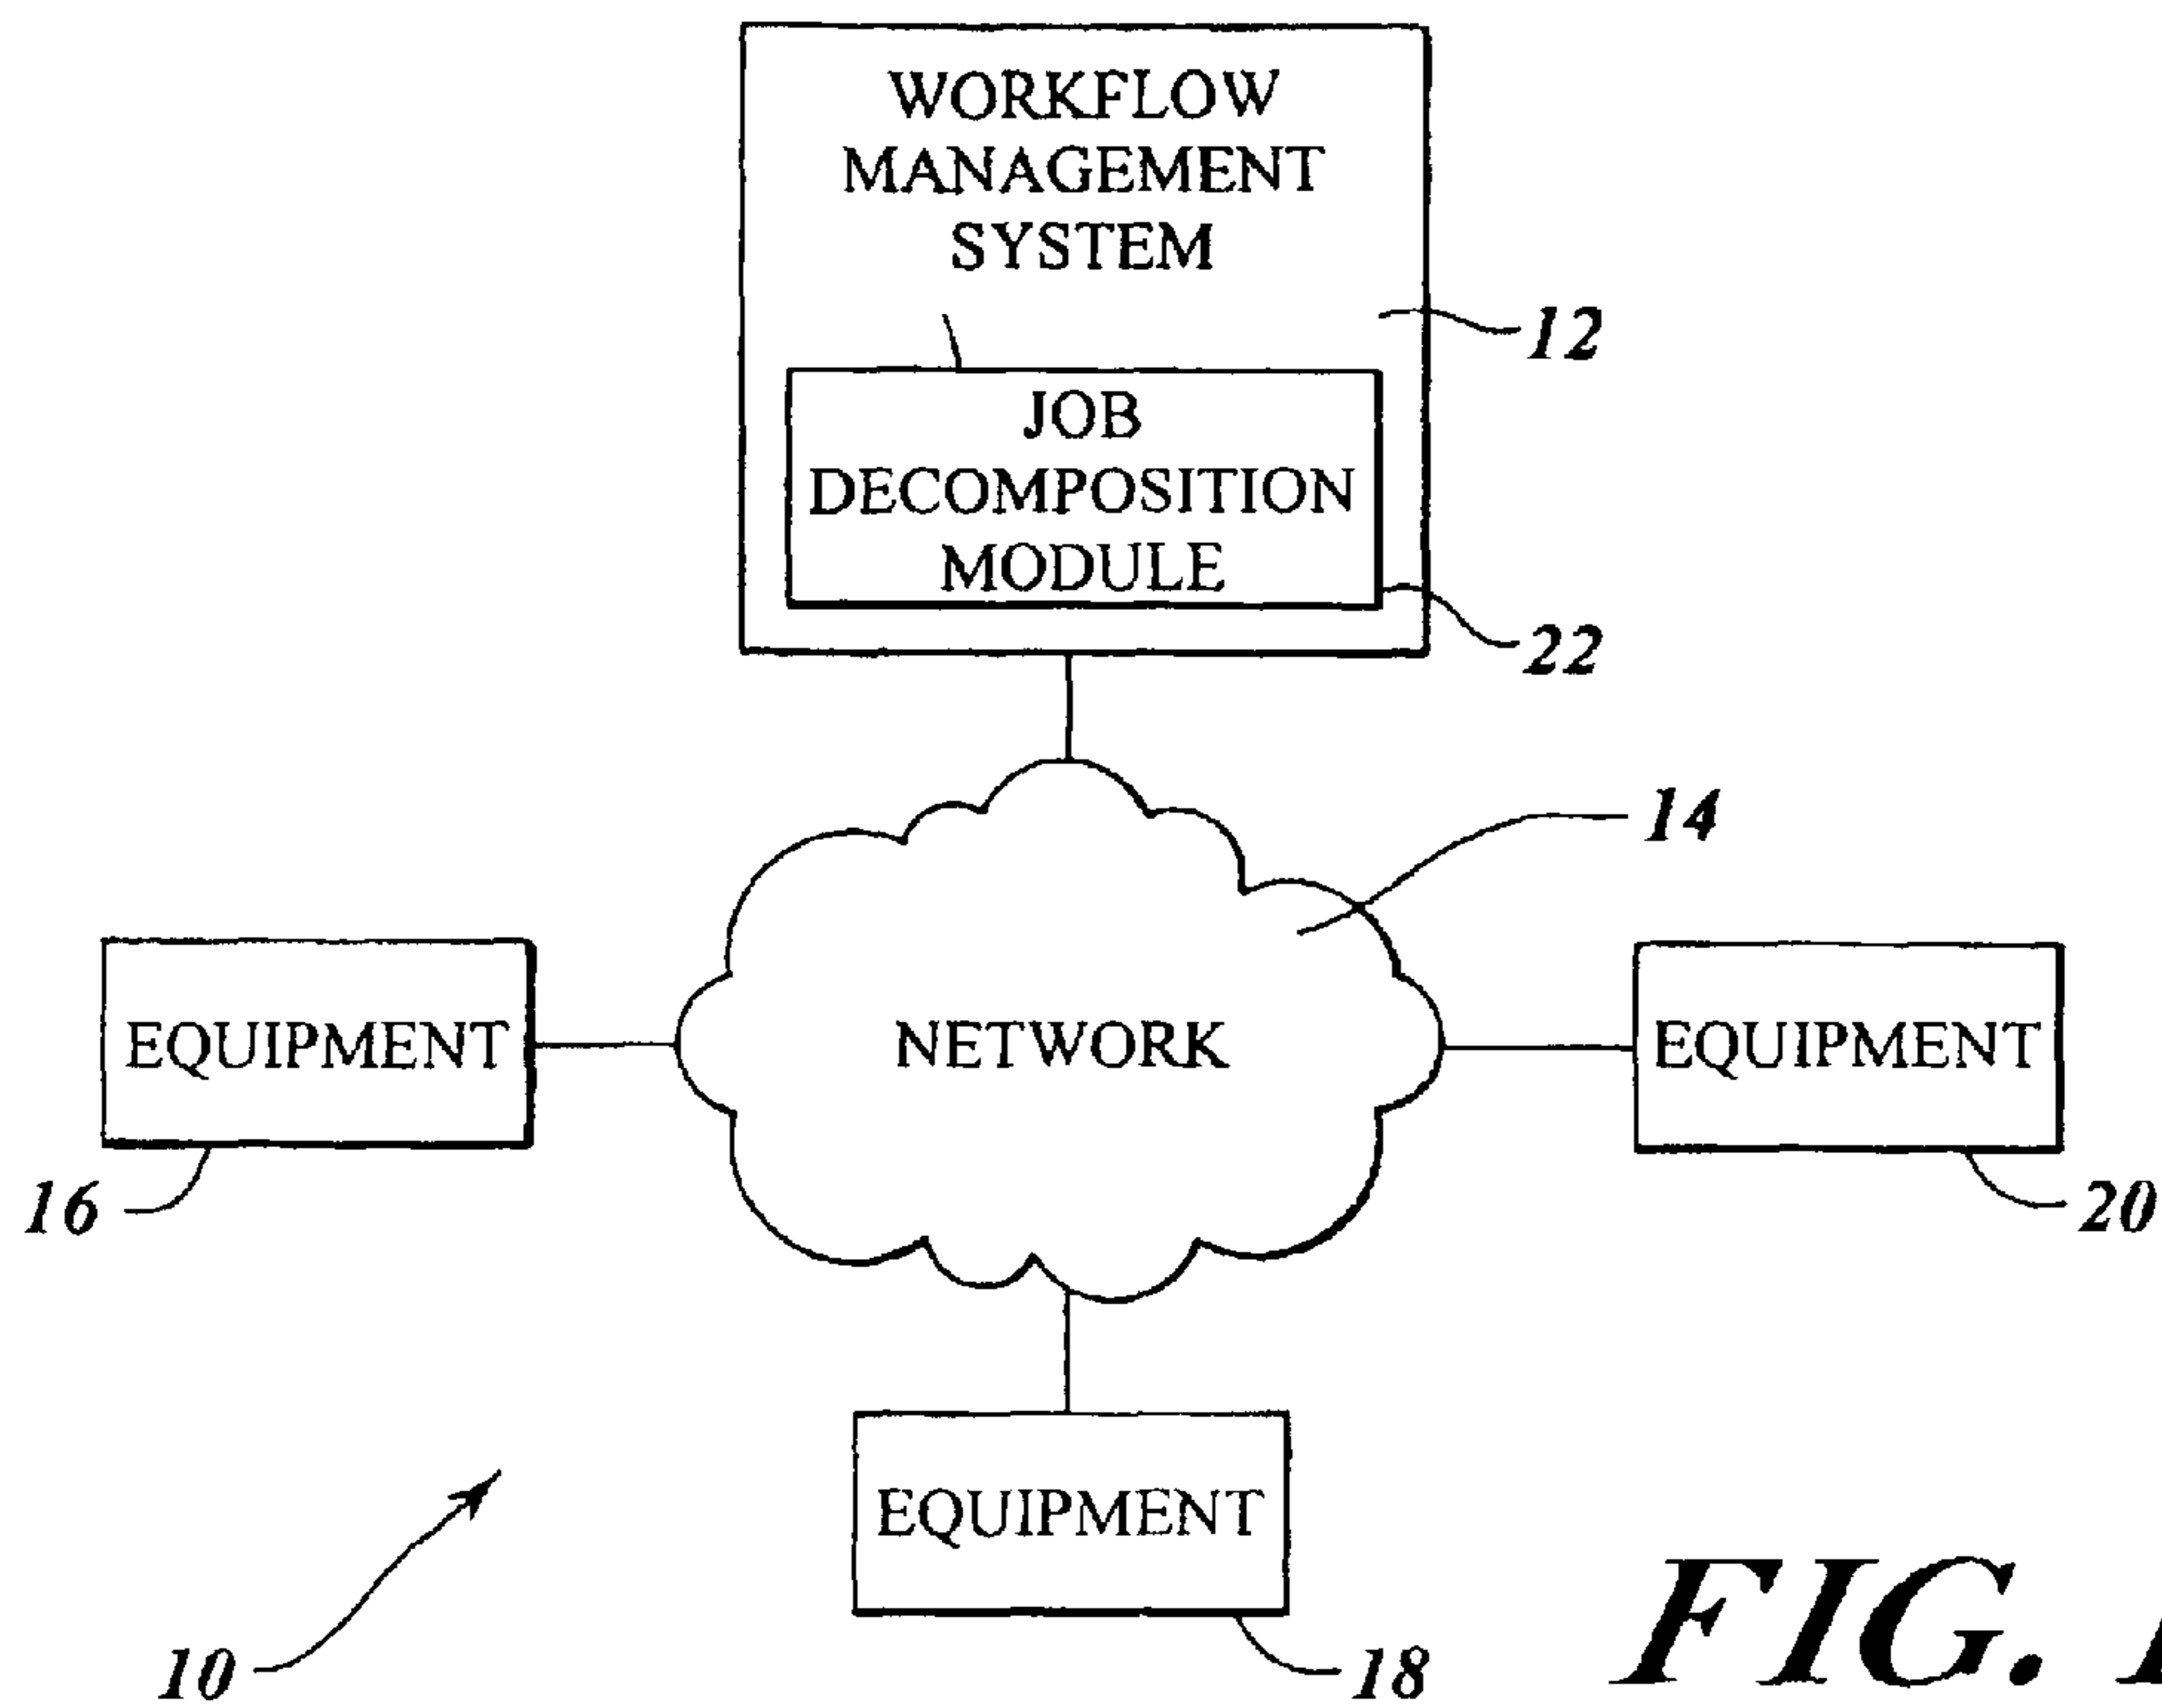 WORKFLOW
MANAGEMENT
SYSTEM
12
JOB
DECOMPOSITION
MODULE
22
14
EQUIPMENT
NETWORK
EQUIPMENT
16
20
EQUIPMENT
10
18
FIG.